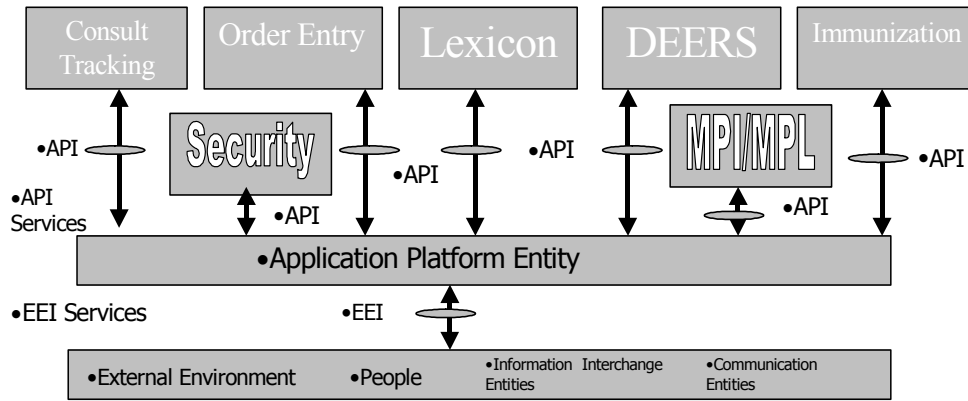 Consult
Tracking
Order Entry
Lexicon
DEERS
Immunization
Security
MPI/MPL
•API
•API
•API
•API
•API
Services
•API
•API
•Application Platform Entity
•EEI Services
•EEI
•External Environment
•People
•Information Interchange
Entities
•Communication
Entities